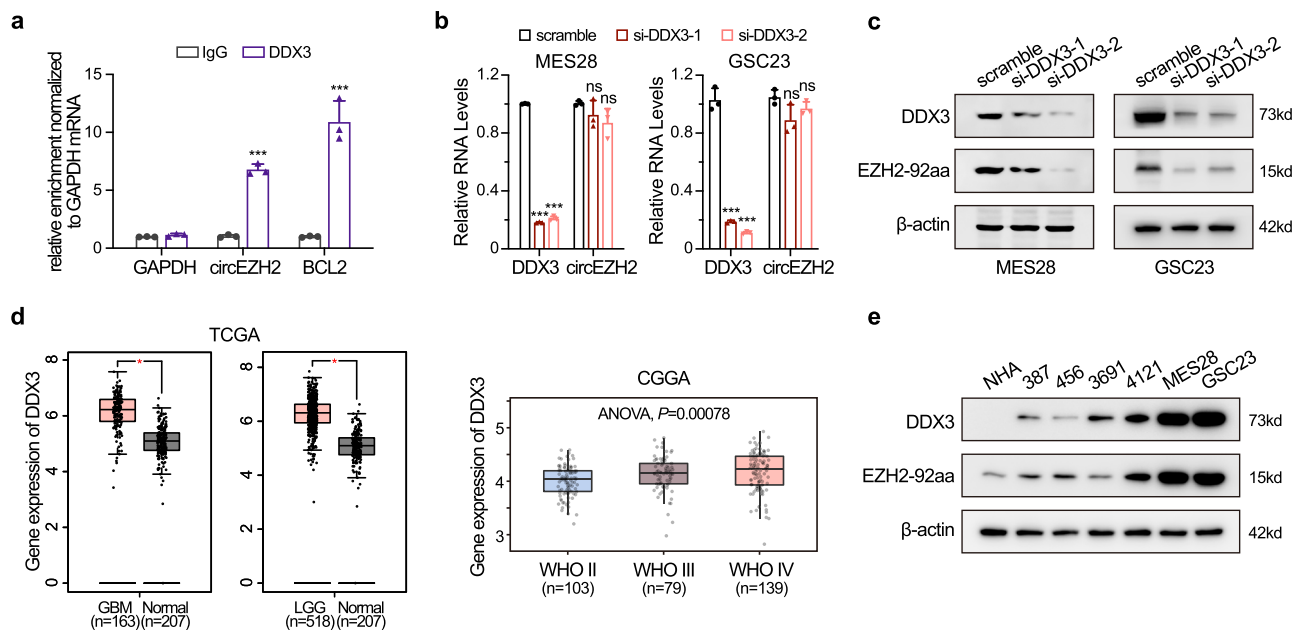 a
IgG DDX3
relative enrichment normalized
to GAPDH mRNA
15
10
5
0
***
***
GAPDH circEZH2 BCL2
b
scramble si-DDX3-1 si-DDX3-2
MES28
Relative RNA Levels
1.2
0.8
0.4
0
*** ***
ns ns
DDX3 circEZH2
GSC23
Relative RNA Levels
1.2
0.8
0.4
0
*** ***
ns ns
DDX3 circEZH2
c
scramble si-DDX3-1 si-DDX3-2
scramble si-DDX3-1 si-DDX3-2
DDX3 73kd
EZH2-92aa 15kd
β-actin 42kd
MES28 GSC23
d
TCGA
Gene expression of DDX3
8
6
4
2
0
*
GBM Normal
(n=163) (n=207)
8
6
4
2
0
*
LGG Normal
(n=518) (n=207)
CGGA
Gene expression of DDX3
ANOVA, P=0.00078
5
4
3
WHO II WHO III WHO IV
(n=103) (n=79) (n=139)
e
NHA 387 456 3691 4121 MES28 GSC23
DDX3 73kd
EZH2-92aa 15kd
β-actin 42kd